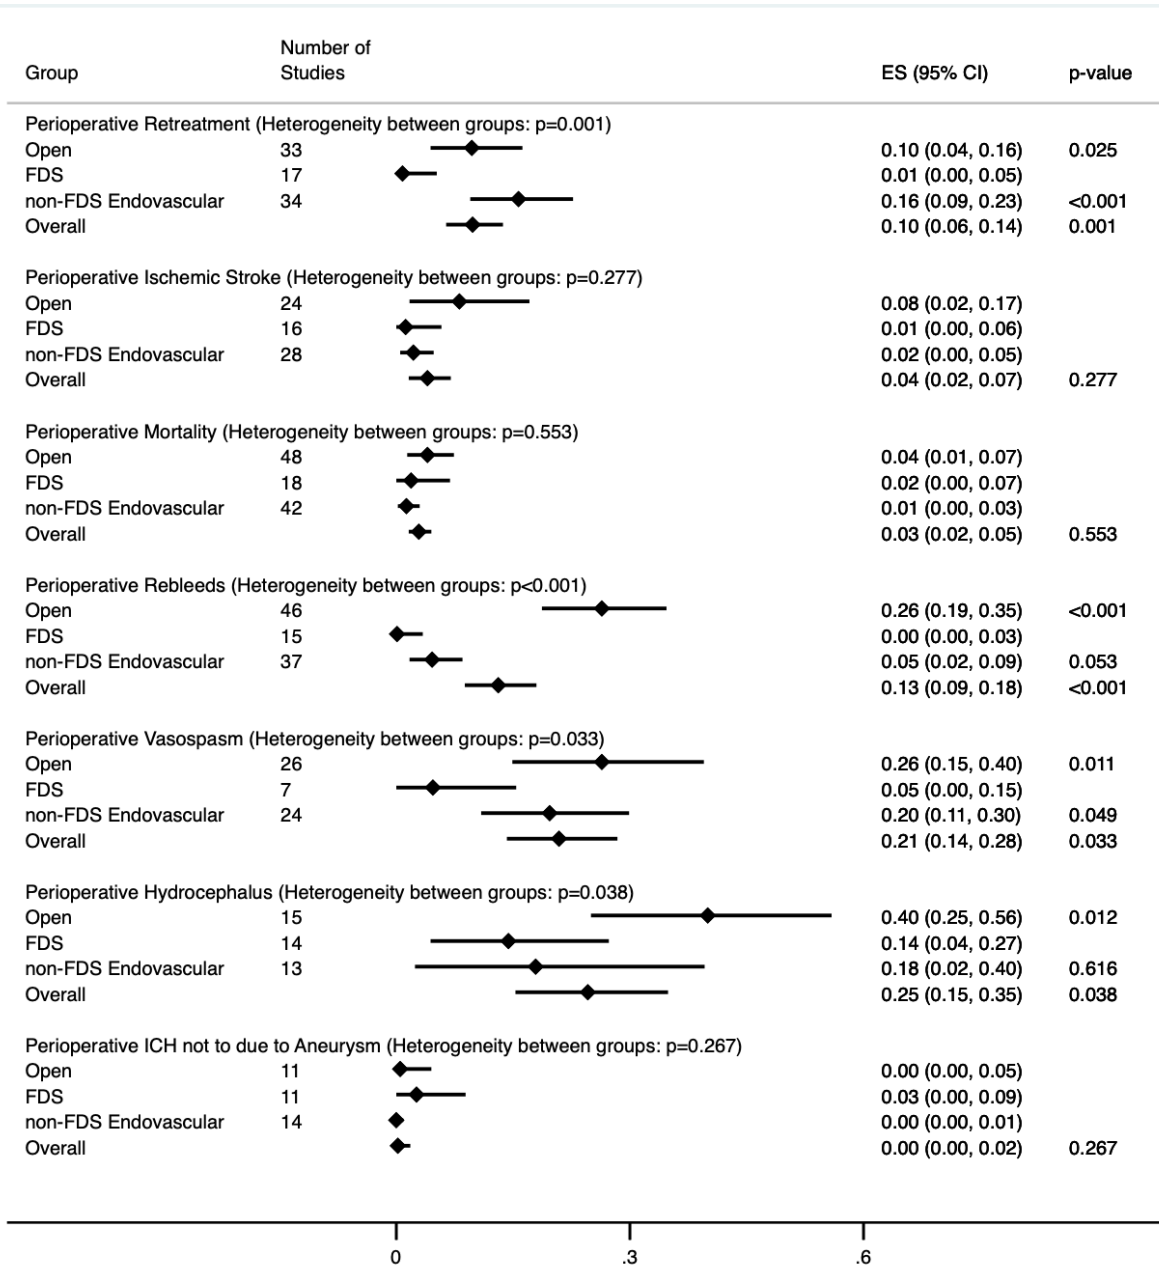 Number of
Group Studies ES (95% CI) p-value
Perioperative Retreatment (Heterogeneity between groups: p=0.001)
Open 33 0.10 (0.04, 0.16) 0.025
FDS 17 0.01 (0.00, 0.05)
non-FDS Endovascular 34 0.16 (0.09, 0.23) <0.001
Overall 0.10 (0.06, 0.14) 0.001
Perioperative Ischemic Stroke (Heterogeneity between groups: p=0.277)
Open 24 0.08 (0.02, 0.17)
FDS 16 0.01 (0.00, 0.06)
non-FDS Endovascular 28 0.02 (0.00, 0.05)
Overall 0.04 (0.02, 0.07) 0.277
Perioperative Mortality (Heterogeneity between groups: p=0.553)
Open 48 0.04 (0.01, 0.07)
FDS 18 0.02 (0.00, 0.07)
non-FDS Endovascular 42 0.01 (0.00, 0.03)
Overall 0.03 (0.02, 0.05) 0.553
Perioperative Rebleeds (Heterogeneity between groups: p<0.001)
Open 46 0.26 (0.19, 0.35) <0.001
FDS 15 0.00 (0.00, 0.03)
non-FDS Endovascular 37 0.05 (0.02, 0.09) 0.053
Overall 0.13 (0.09, 0.18) <0.001
Perioperative Vasospasm (Heterogeneity between groups: p=0.033)
Open 26 0.26 (0.15, 0.40) 0.011
FDS 7 0.05 (0.00, 0.15)
non-FDS Endovascular 24 0.20 (0.11, 0.30) 0.049
Overall 0.21 (0.14, 0.28) 0.033
Perioperative Hydrocephalus (Heterogeneity between groups: p=0.038)
Open 15 0.40 (0.25, 0.56) 0.012
FDS 14 0.14 (0.04, 0.27)
non-FDS Endovascular 13 0.18 (0.02, 0.40) 0.616
Overall 0.25 (0.15, 0.35) 0.038
Perioperative ICH not to due to Aneurysm (Heterogeneity between groups: p=0.267)
Open 11 0.00 (0.00, 0.05)
FDS 11 0.03 (0.00, 0.09)
non-FDS Endovascular 14 0.00 (0.00, 0.01)
Overall 0.00 (0.00, 0.02) 0.267
0 .3 .6